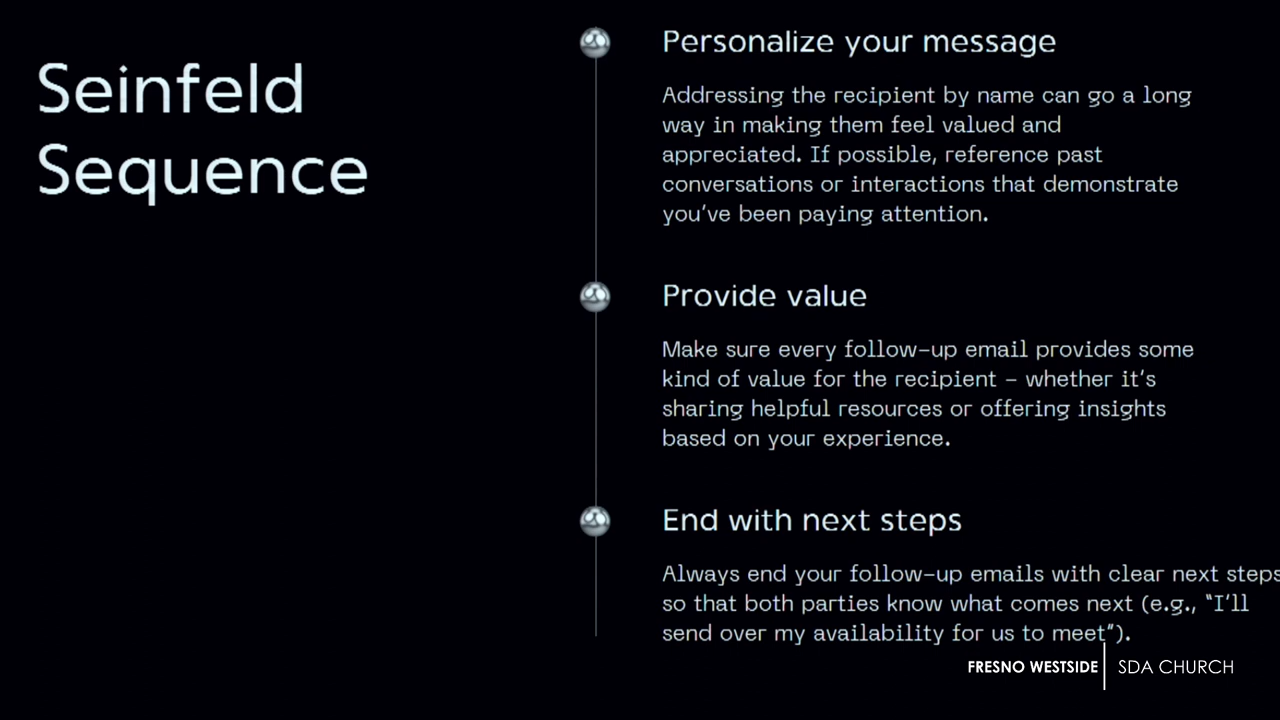 Seinfeld
Sequence
Personalize your message
Addressing the recipient by name can go a long
way in making them feel valued and
appreciated. If possible, reference past
conversations or interactions that demonstrate
you've been paying attention.
Provide value
Make sure every follow-up email provides some
kind of value for the recipient – whether it's
sharing helpful resources or offering insights
based on your experience.
End with next steps
Always end your follow-up emails with clear next steps
so that both parties know what comes next (e.g., "I'll
send over my availability for us to meet").
FRESNO WESTSIDE SDA CHURCH